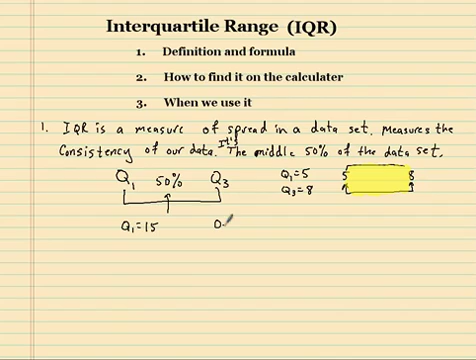 Interquartile Range (IQR)
1. Definition and formula
2. How to find it on the calculater
3. When we use it
1. IQR is a measure of spread in a data set. Measures the
Consistency of our data. It's The middle 50% of the data set.
Q1 50% Q3
Q1=5
Q3=8
5 8
Q1=15